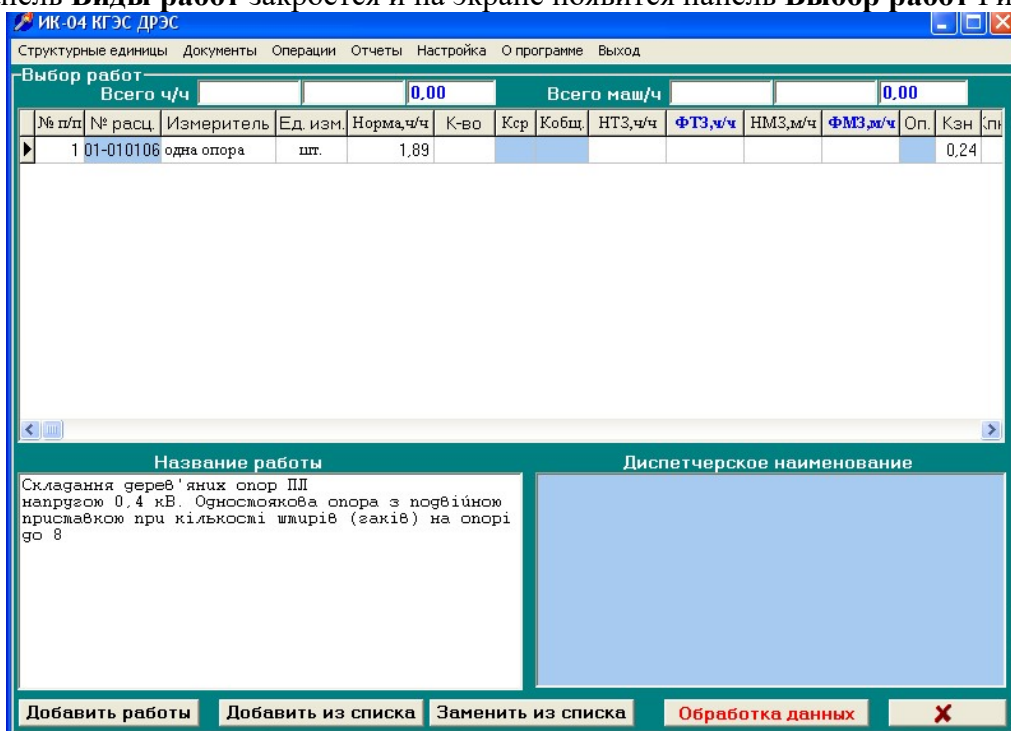 нель Виды работ закроется и на экране появится панель Выбор работ
ИК-04 КГЭС ДРЭС
Структурные единицы Документы Операции Отчеты Настройка О программе Выход
Выбор работ
Всего ч/ч 0,00 Всего маш/ч 0,00
№ п/п № расц. Измеритель Ед. изм. Норма,ч/ч К-во Кср Кобщ. НТЗ,ч/ч ФТЗ,ч/ч НМЗ,м/ч ФМЗ,м/ч Оп. Кзн
1 01-010106 одна опора шт. 1,89 0,24
Название работы Диспетчерское наименование
Складання дерев'яних опор ПЛ
напругою 0,4 кВ. Одностоякова опора з подвійною
приставкою при кількості штирів (гаків) на опорі
до 8
Добавить работы Добавить из списка Заменить из списка Обработка данных